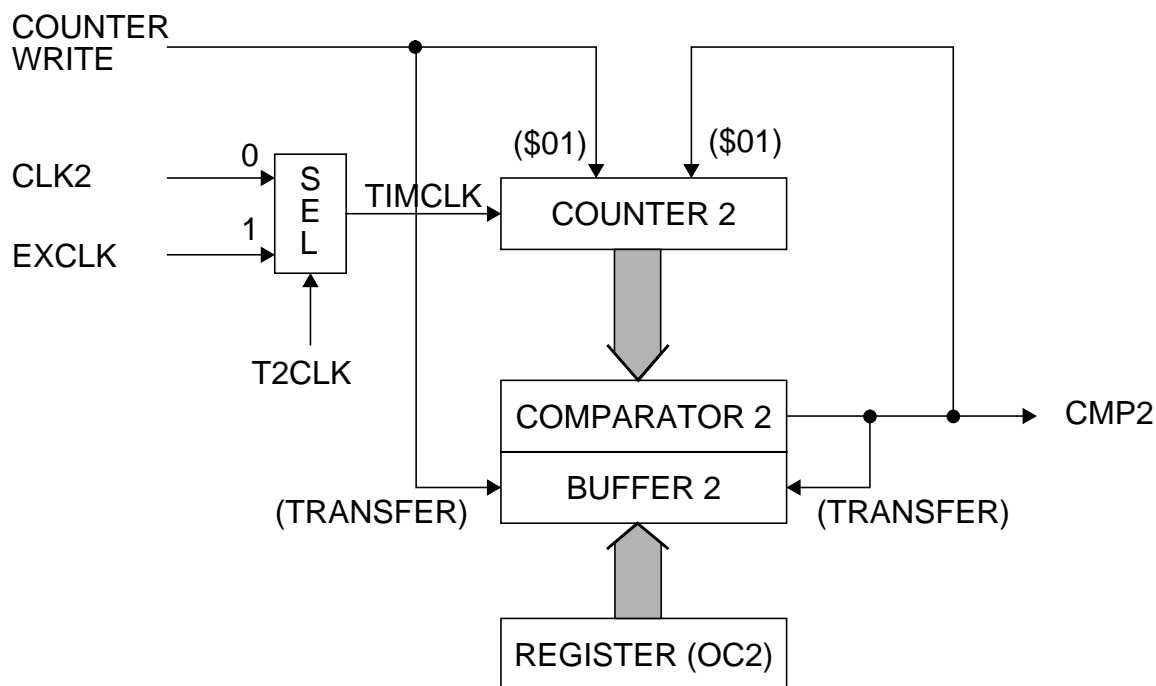 COUNTER
WRITE
($01)
($01)
0
CLK2
S
E
L
TIMCLK
COUNTER 2
1
EXCLK
T2CLK
COMPARATOR 2
CMP2
BUFFER 2
(TRANSFER)
(TRANSFER)
REGISTER (OC2)